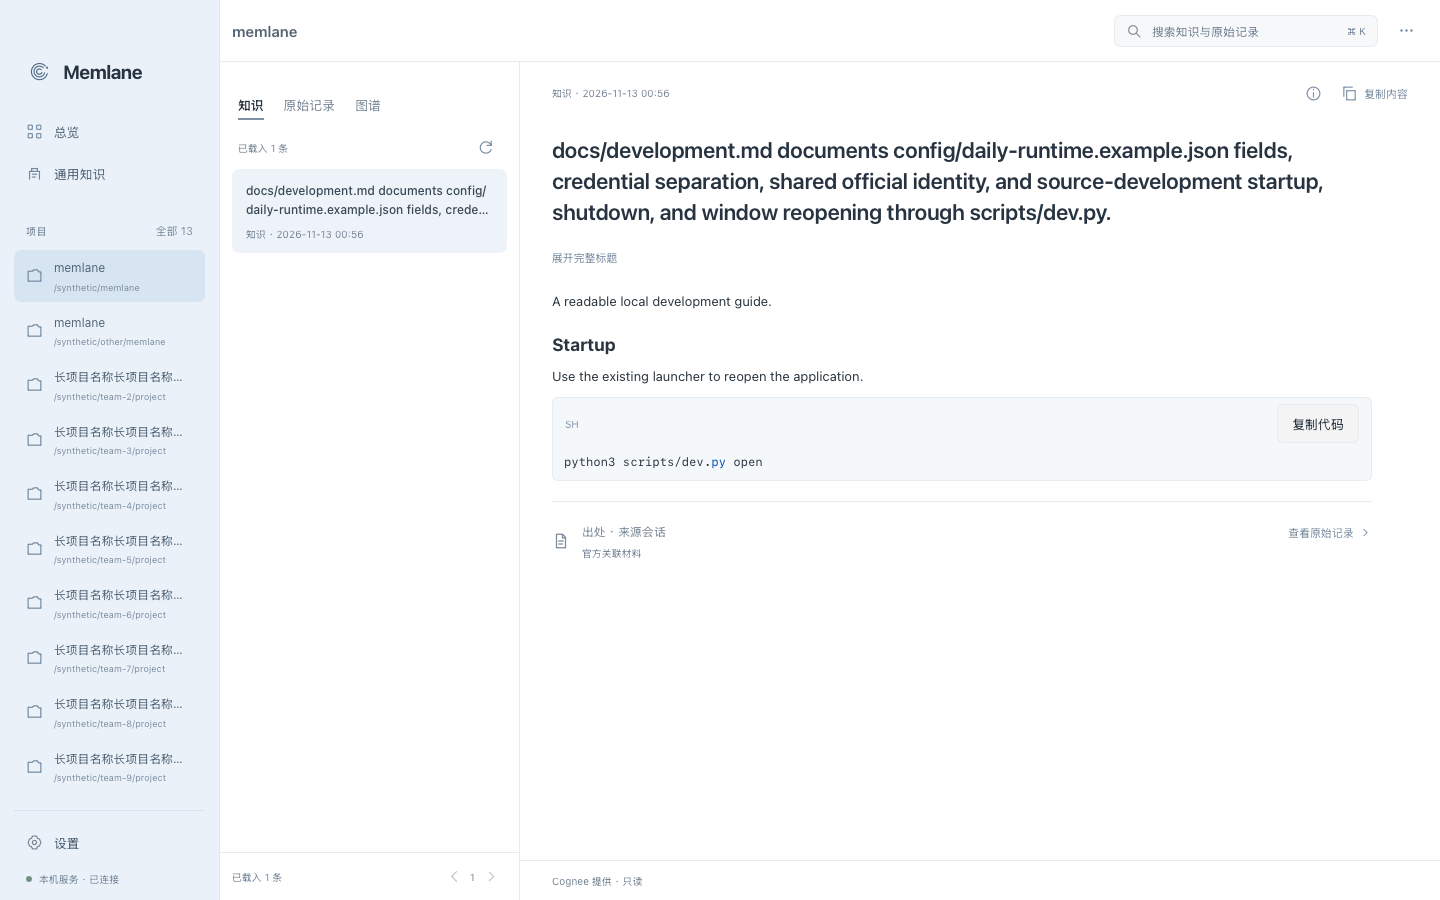 Memlane
总览
通用知识
项目
全部 13
memlane
/synthetic/memlane
memlane
/synthetic/other/memlane
长项目名称长项目名称...
/synthetic/team-2/project
长项目名称长项目名称...
/synthetic/team-3/project
长项目名称长项目名称...
/synthetic/team-4/project
长项目名称长项目名称...
/synthetic/team-5/project
长项目名称长项目名称...
/synthetic/team-6/project
长项目名称长项目名称...
/synthetic/team-7/project
长项目名称长项目名称...
/synthetic/team-8/project
长项目名称长项目名称...
/synthetic/team-9/project
设置
本机服务 · 已连接
memlane
搜索知识与原始记录
⌘ K
知识
原始记录
图谱
已载入 1 条
docs/development.md documents config/
daily-runtime.example.json fields, crede...
知识 · 2026-11-13 00:56
已载入 1 条
1
知识 · 2026-11-13 00:56
复制内容
docs/development.md documents config/daily-runtime.example.json fields,
credential separation, shared official identity, and source-development startup,
shutdown, and window reopening through scripts/dev.py.
展开完整标题
A readable local development guide.
Startup
Use the existing launcher to reopen the application.
SH
复制代码
python3 scripts/dev.py open
出处 · 来源会话
官方关联材料
查看原始记录
Cognee 提供 · 只读